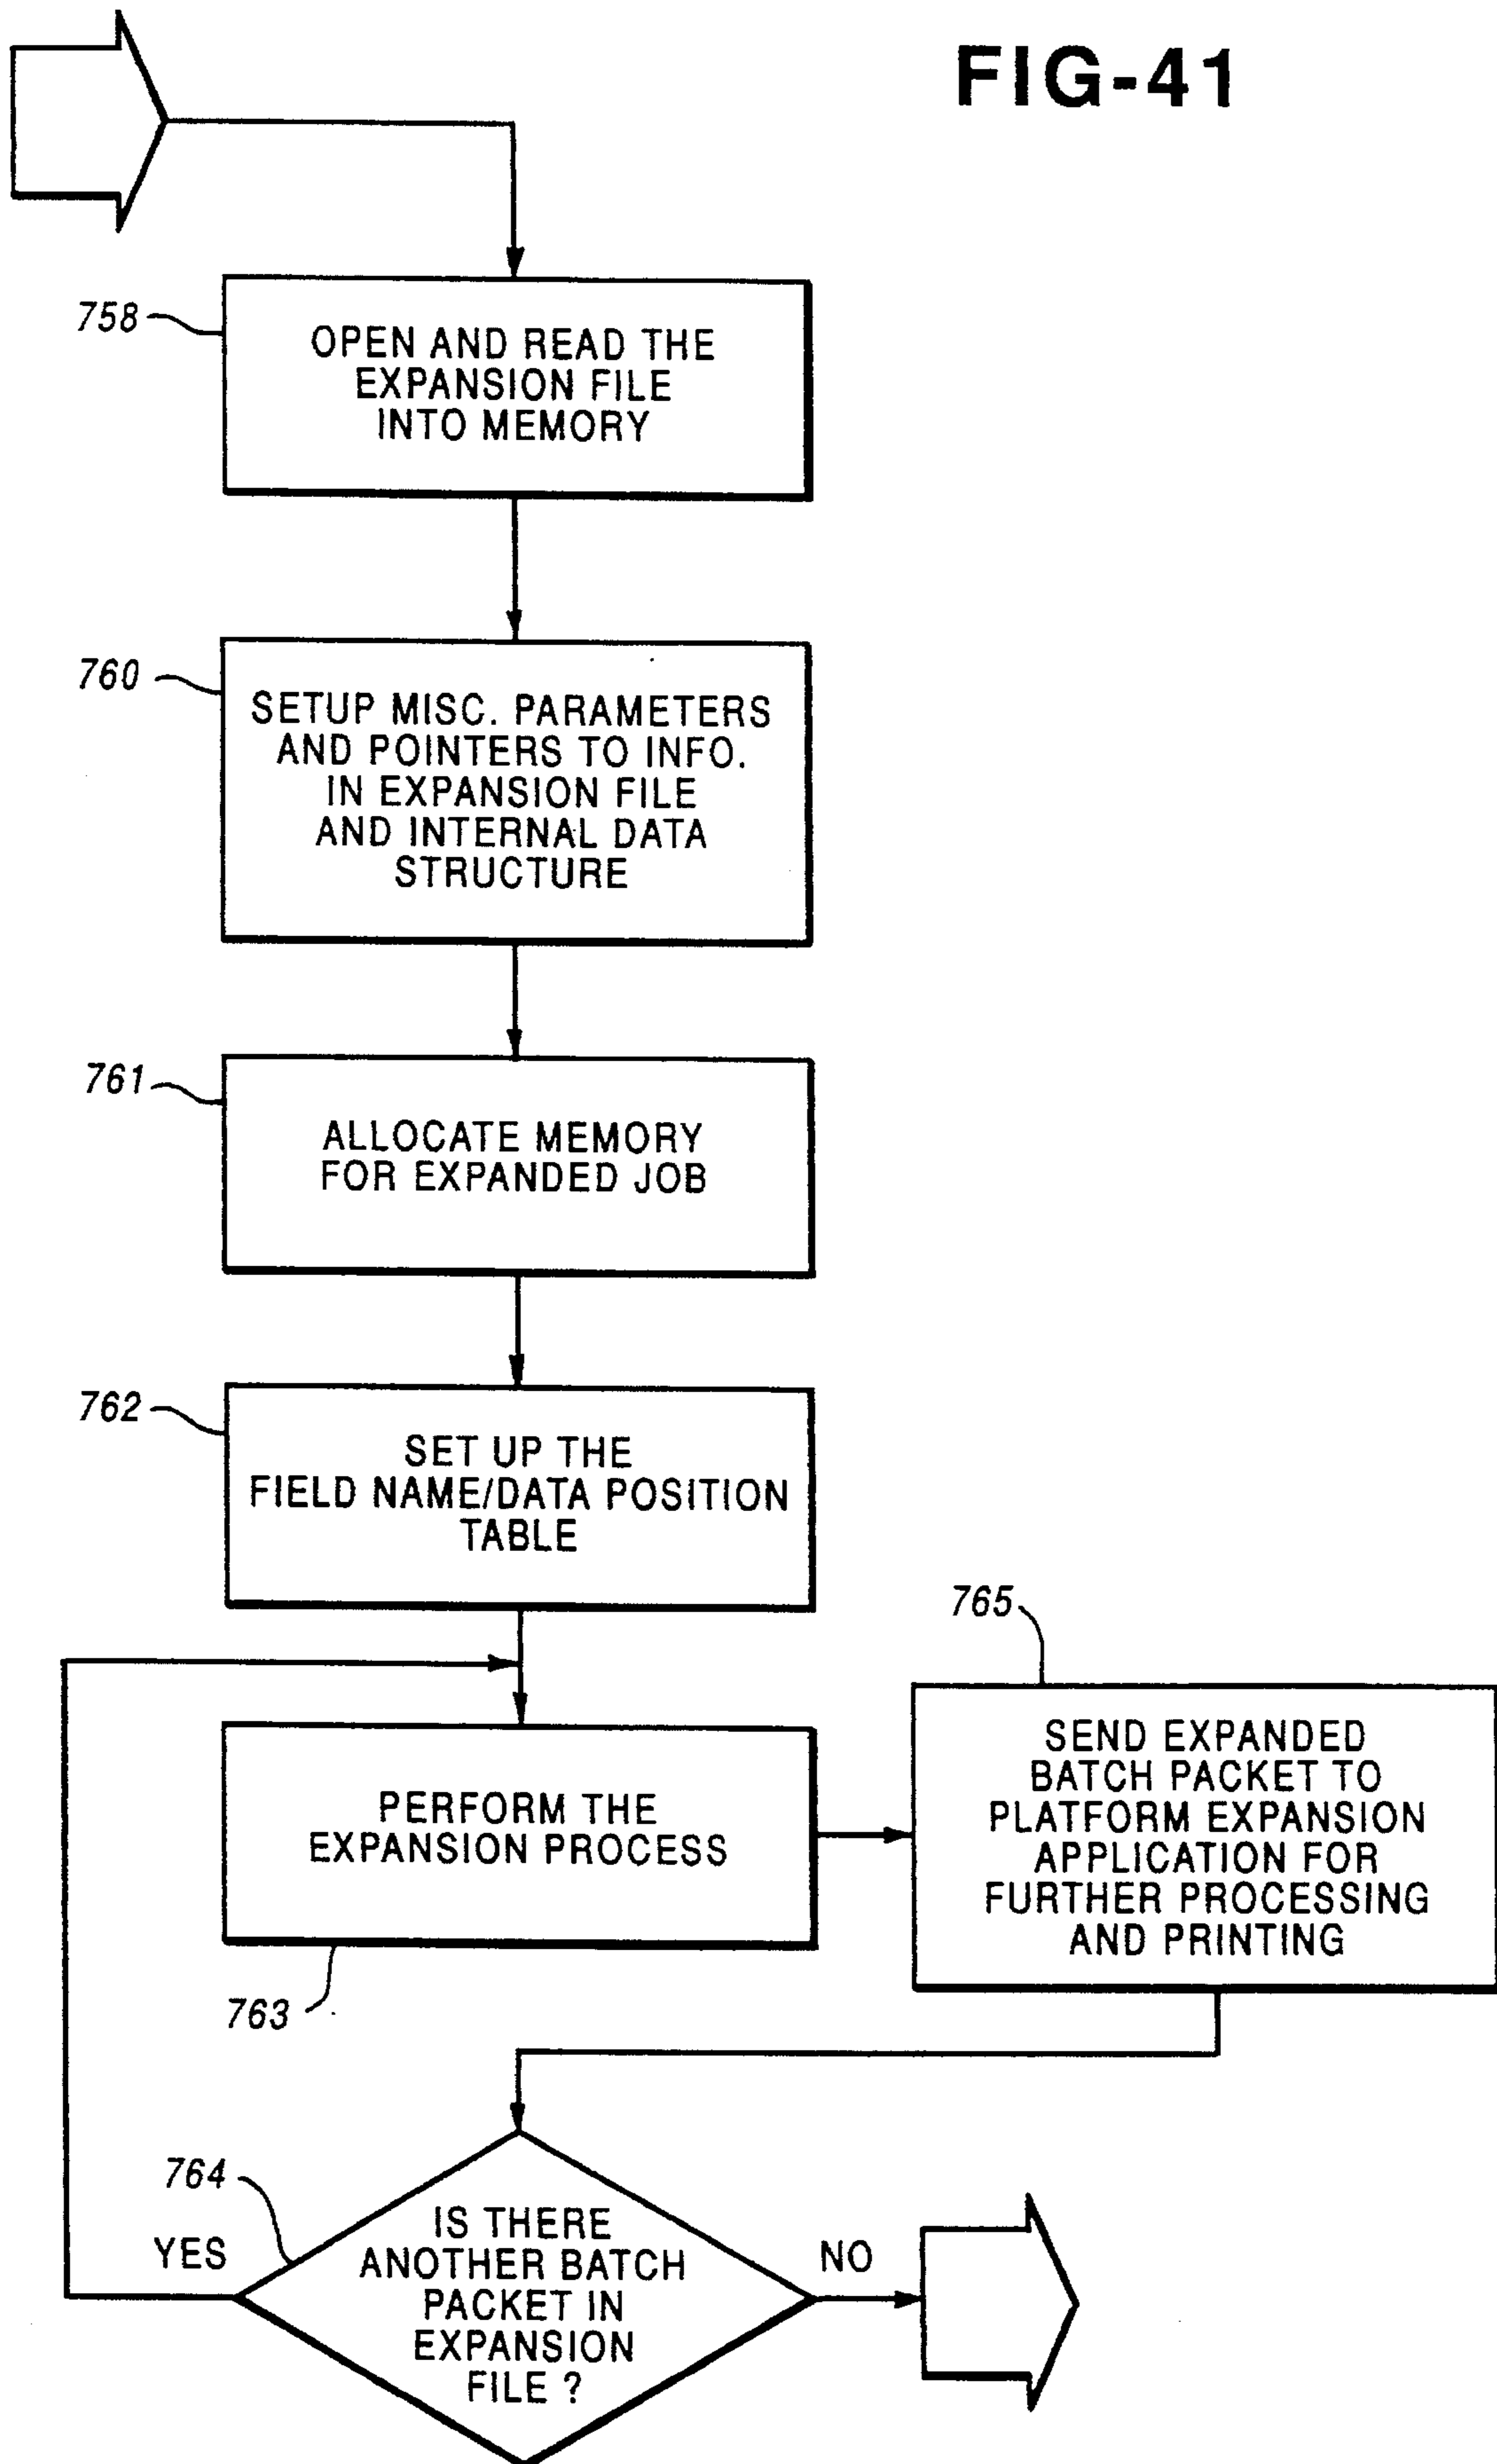 FIG-41
758
OPEN AND READ THE
EXPANSION FILE
INTO MEMORY
760
SETUP MISC. PARAMETERS
AND POINTERS TO INFO.
IN EXPANSION FILE
AND INTERNAL DATA
STRUCTURE
761
ALLOCATE MEMORY
FOR EXPANDED JOB
762
SET UP THE
FIELD NAME/DATA POSITION
TABLE
765
SEND EXPANDED
BATCH PACKET TO
PLATFORM EXPANSION
APPLICATION FOR
FURTHER PROCESSING
AND PRINTING
PERFORM THE
EXPANSION PROCESS
763
764
YES
IS THERE
ANOTHER BATCH
PACKET IN
EXPANSION
FILE ?
NO